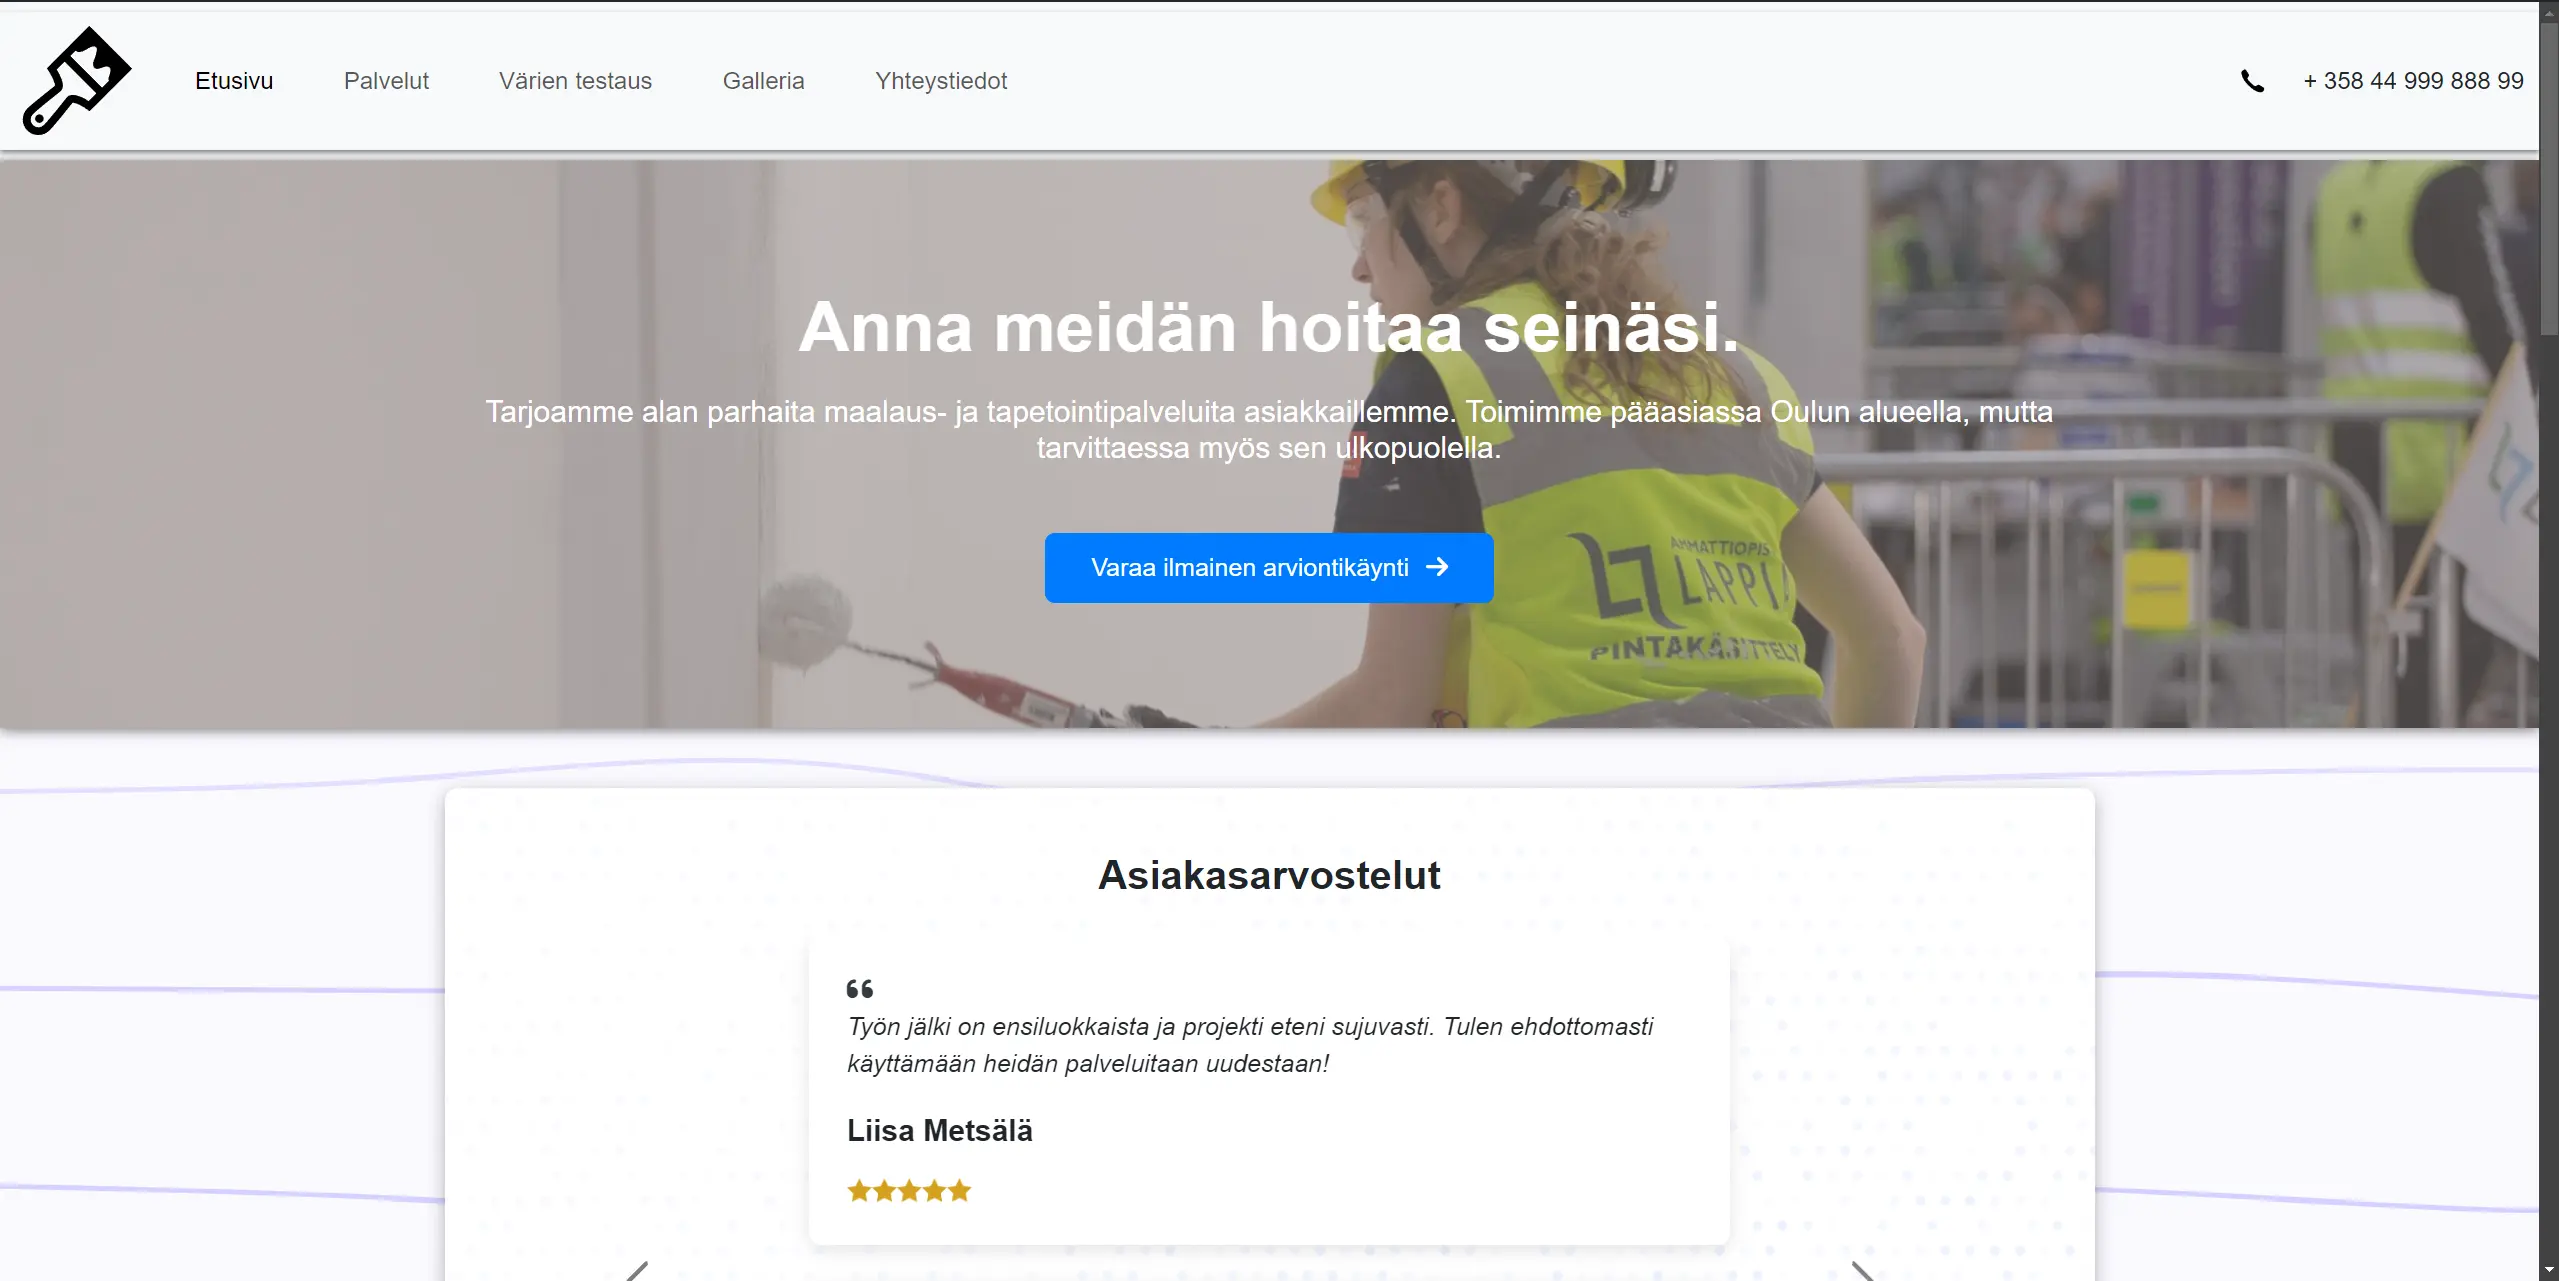 Etusivu
Palvelut
Värien testaus
Galleria
Yhteystiedot
+ 358 44 999 888 99
Anna meidän hoitaa seinäsi.
Tarjoamme alan parhaita maalaus- ja tapetointipalveluita asiakkaillemme. Toimimme pääasiassa Oulun alueella, mutta
tarvittaessa myös sen ulkopuolella.
Varaa ilmainen arviontikäynti
AMMATTIOPIS
LAPPI
PINTAKÄSITTELY
Asiakasarvostelut
“
Työn jälki on ensiluokkaista ja projekti eteni sujuvasti. Tulen ehdottomasti
käyttämään heidän palveluitaan uudestaan!
Liisa Metsälä